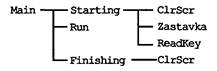 Main Starting ClrScr
Run Zastavka
ReadKey
Finishing ClrScr